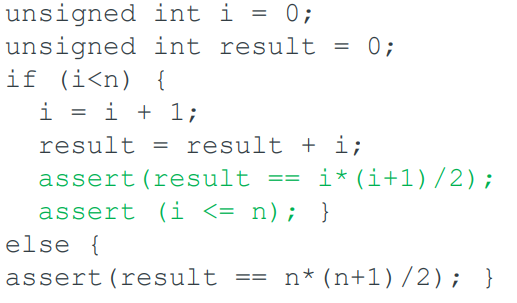 unsigned int i = 0;
unsigned int result = 0;
if (i<n) {
  i = i + 1;
  result = result + i;
  assert(result == i*(i+1)/2);
  assert (i <= n); }
else {
assert(result == n*(n+1)/2); }